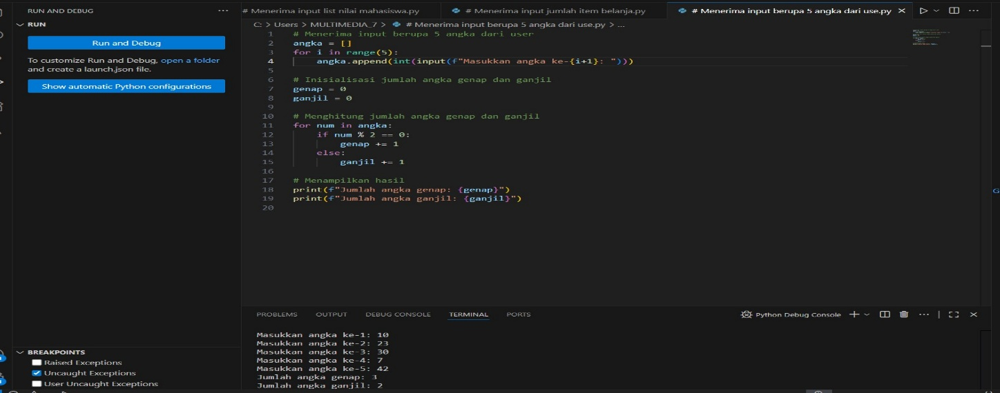 RUN AND DEBUG ...
RUN
Run and Debug
To customize Run and Debug, open a folder
and create a launch.json file.
Show automatic Python configurations
BREAKPOINTS
Raised Exceptions
Uncaught Exceptions
User Uncaught Exceptions
# Menerima input list nilai mahasiswa.py
# Menerima input jumlah item belanja.py
# Menerima input berupa 5 angka dari use.py
C: > Users > MULTIMEDIA_7 > # Menerima input berupa 5 angka dari use.py > ...
1 # Menerima input berupa 5 angka dari user
2 angka = []
3 for i in range(5):
4 angka.append(int(input(f"Masukkan angka ke-{i+1}: ")))
5
6 # Inisialisasi jumlah angka genap dan ganjil
7 genap = 0
8 ganjil = 0
9
10 # Menghitung jumlah angka genap dan ganjil
11 for num in angka:
12 if num % 2 == 0:
13 genap += 1
14 else:
15 ganjil += 1
16
17 # Menampilkan hasil
18 print(f"Jumlah angka genap: {genap}")
19 print(f"Jumlah angka ganjil: {ganjil}")
20
PROBLEMS OUTPUT DEBUG CONSOLE TERMINAL PORTS
Python Debug Console
Masukkan angka ke-1: 10
Masukkan angka ke-2: 23
Masukkan angka ke-3: 30
Masukkan angka ke-4: 7
Masukkan angka ke-5: 42
Jumlah angka genap: 3
Jumlah angka ganjil: 2